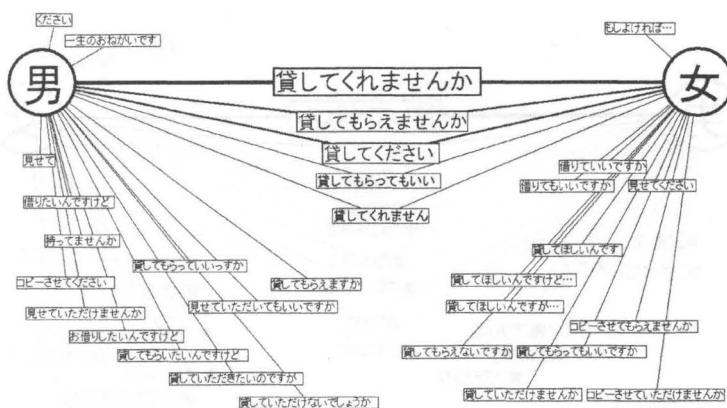 ください
一生のおねがいです
もしよければ…
男
女
貸してくれませんか
貸してもらえませんか
貸してください
貸してもらってもいい
貸してくれません
見せて
借りたいんですけど
持ってませんか
コピーさせてください
見せていただけませんか
お借りしたいんですけど
貸してもらいたいんですけど
貸していただきたいのですが
貸していただけないでしょうか
貸してもらっていいっすか
見せていただいてもいいですか
貸してもらえますか
借りていいですか
借りてもいいですか
見せてください
貸してほしいんです
貸してほしいんですけど…
貸してほしいんですが…
コピーさせてもらえませんか
貸してもらえないですか
貸してもらってもいいですか
貸していただけませんか
コピーさせていただけませんか